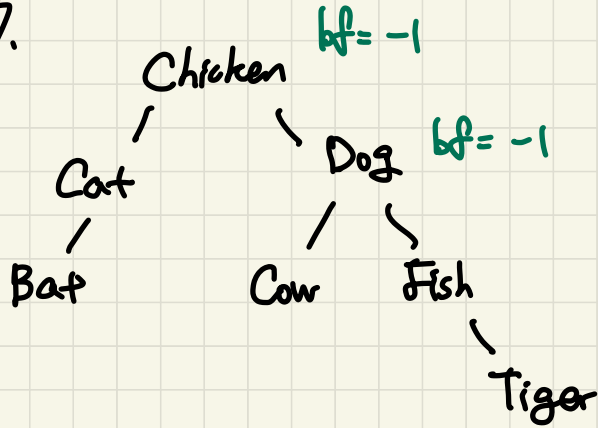 7.
Chicken bf= -1
Cat Dog bf= -1
Bat Cow Fish
Tiger